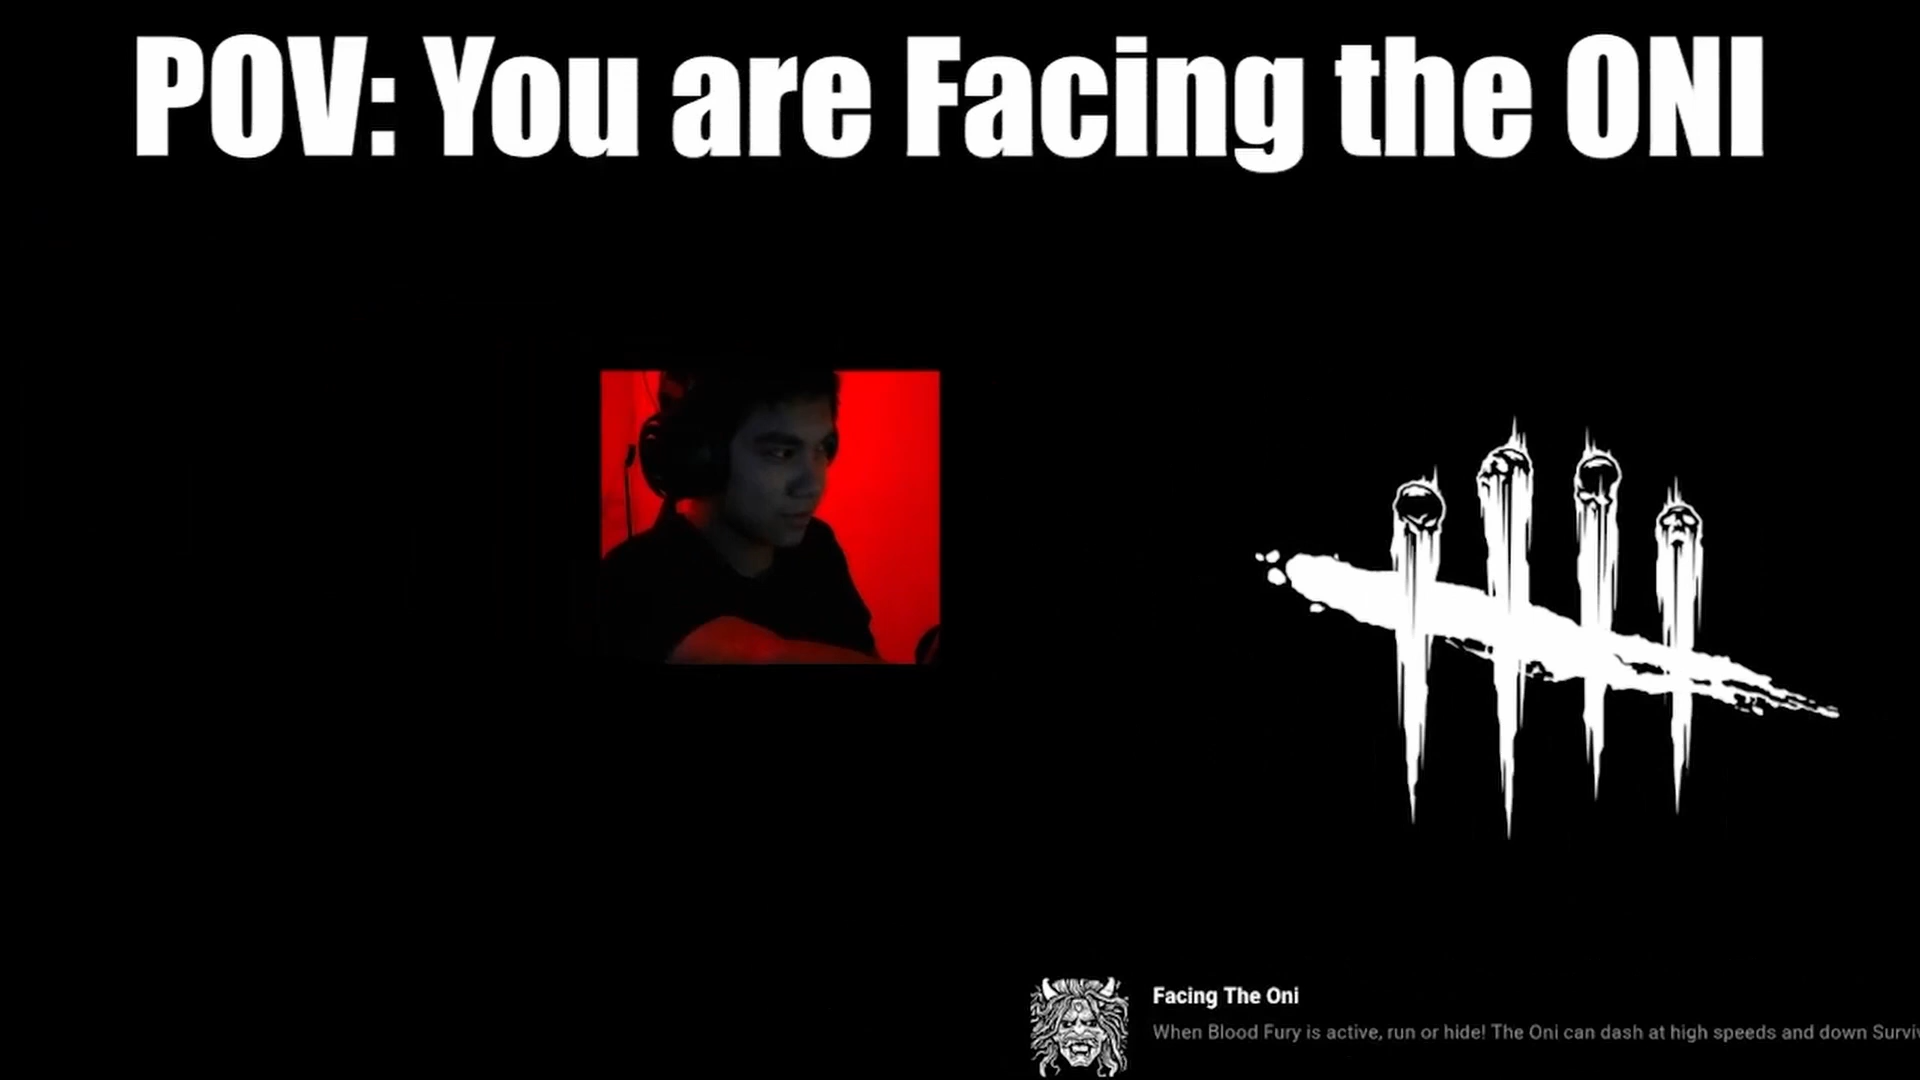 POV: You are Facing the ONI
Facing The Oni
When Blood Fury is active, run or hide! The Oni can dash at high speeds and down